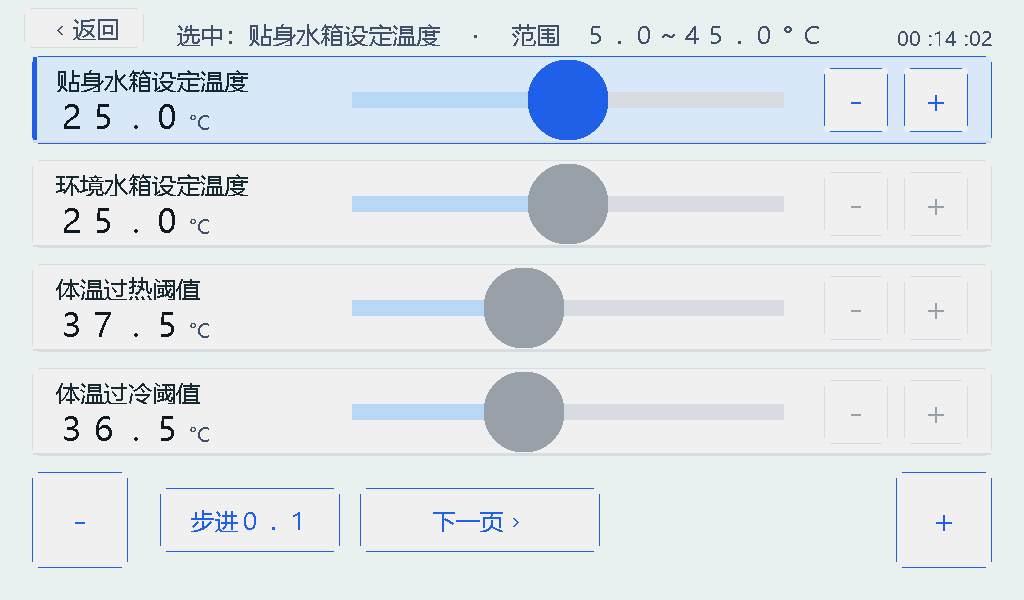 ‹ 返回
选中：贴身水箱设定温度 · 范围 5.0~45.0°C
00:14:02
贴身水箱设定温度
25.0 °C
- +
环境水箱设定温度
25.0 °C
- +
体温过热阈值
37.5 °C
- +
体温过冷阈值
36.5 °C
- +
- 步进0.1 下一页 › +